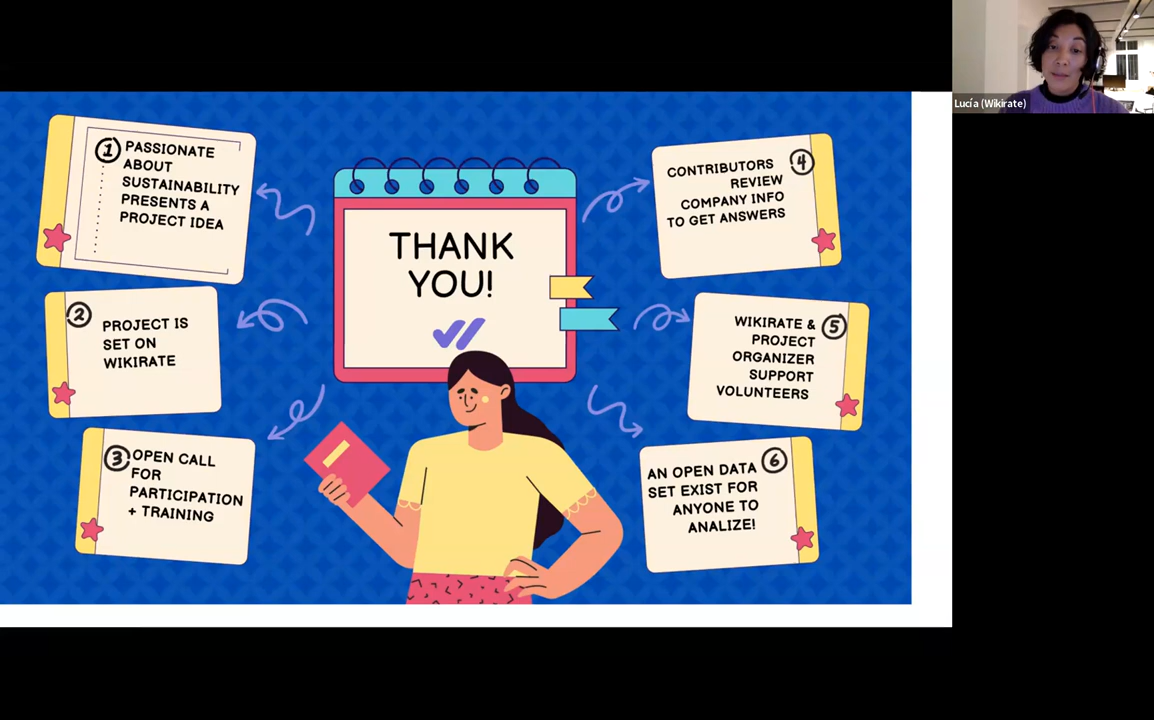 1 PASSIONATE
ABOUT
SUSTAINABILITY
PRESENTS A
PROJECT IDEA
2
PROJECT IS
SET ON
WIKIRATE
3 OPEN CALL
FOR
PARTICIPATION
+ TRAINING
THANK
YOU!
4
CONTRIBUTORS
REVIEW
COMPANY INFO
TO GET ANSWERS
WIKIRATE & 5
PROJECT
ORGANIZER
SUPPORT
VOLUNTEERS
AN OPEN DATA 6
SET EXIST FOR
ANYONE TO
ANALIZE!
Lucía (Wikirate)